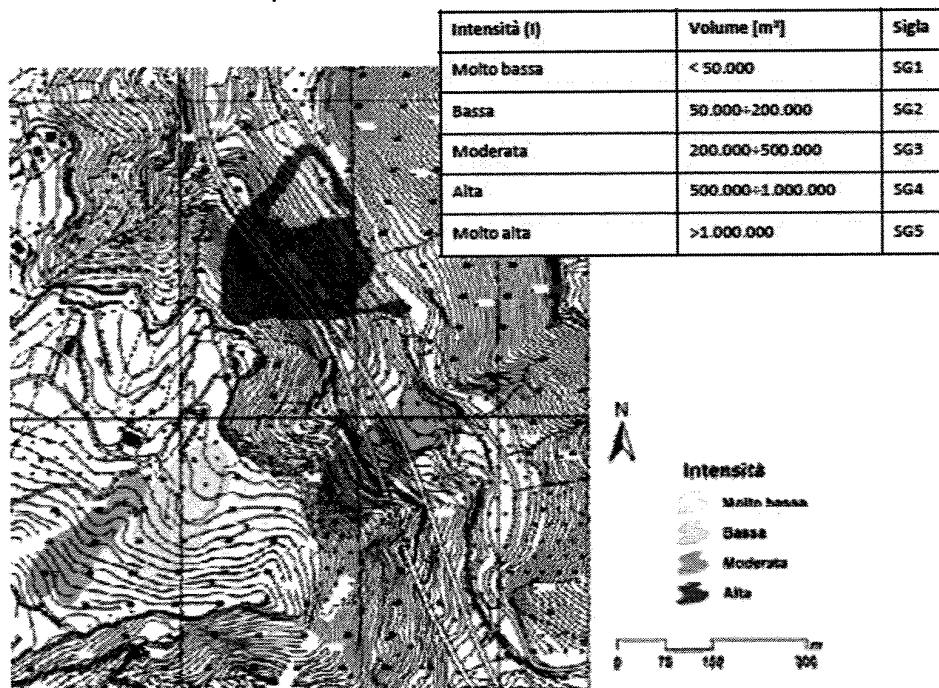 Intensità (I) Volume [m³] Sigla
Molto bassa < 50.000 SG1
Bassa 50.000÷200.000 SG2
Moderata 200.000÷500.000 SG3
Alta 500.000÷1.000.000 SG4
Molto alta >1.000.000 SG5
N
Intensità
Molto bassa
Bassa
Moderata
Alta
m
0 75 150 300